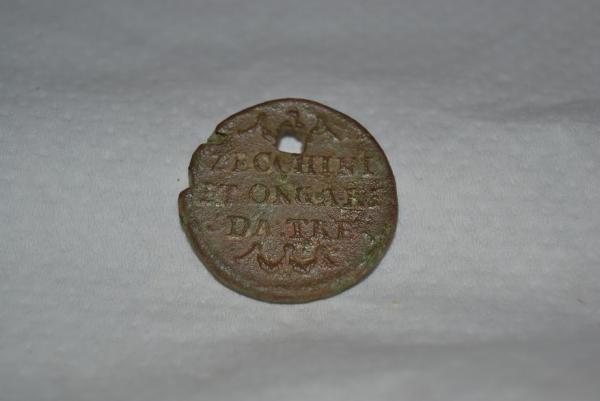 ZECCHINI
ET ONGARI
DA TRE